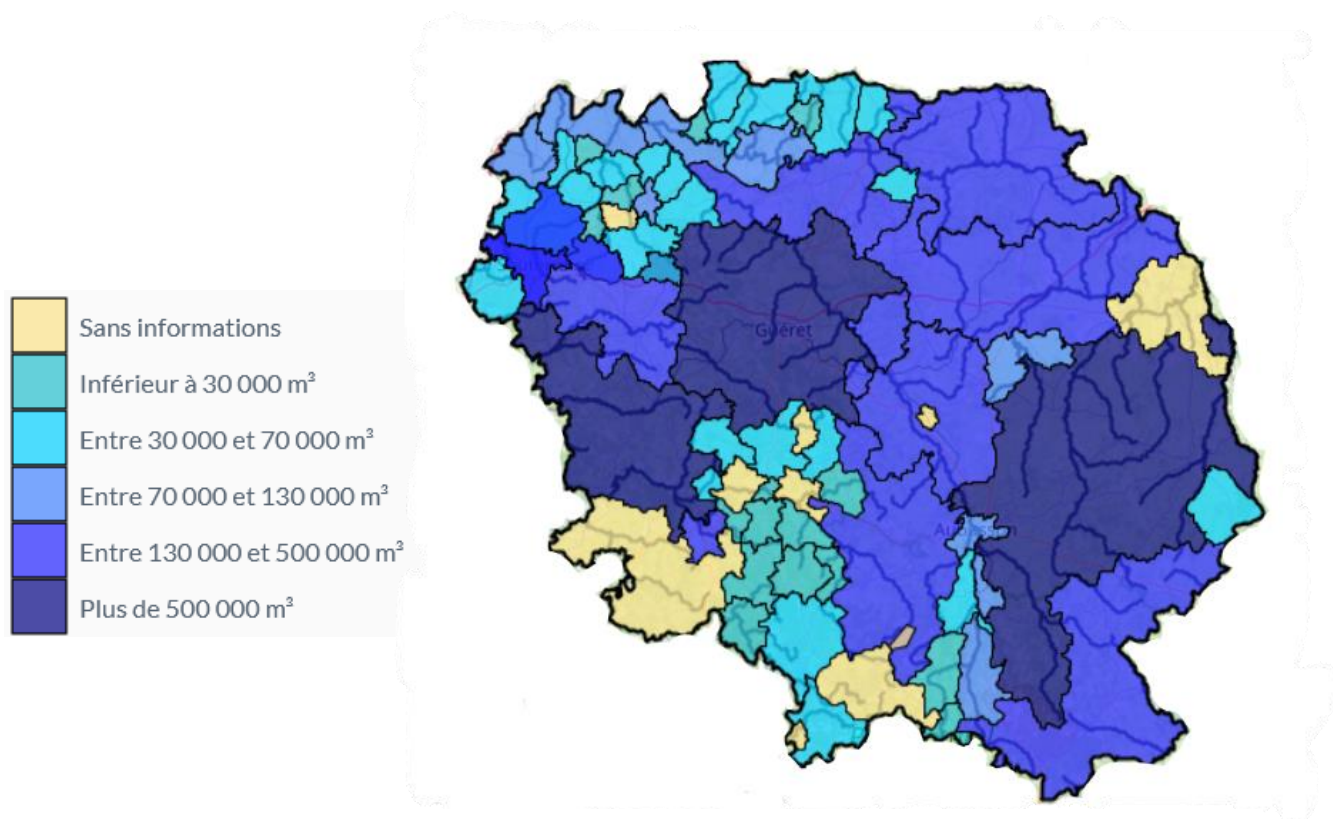 Sans informations
Inférieur à 30 000 m³
Entre 30 000 et 70 000 m³
Entre 70 000 et 130 000 m³
Entre 130 000 et 500 000 m³
Plus de 500 000 m³
Guéret